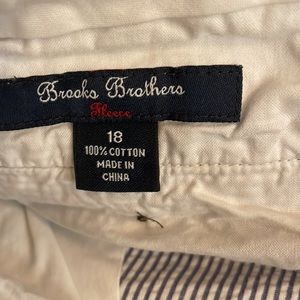 Brooks Brothers
Fleece
18
100% COTTON
MADE IN
CHINA